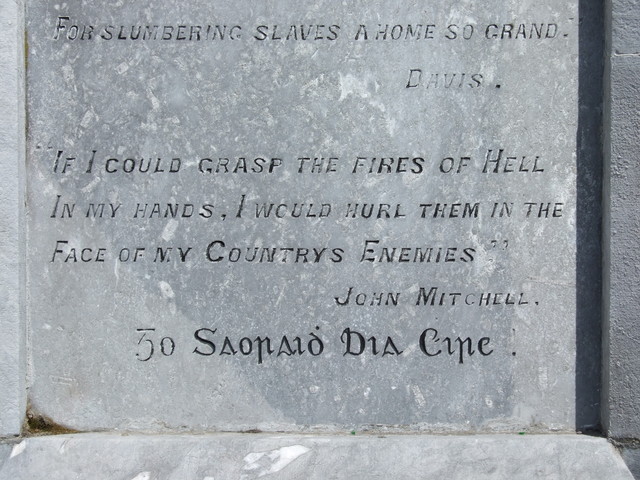 For slumbering slaves a home so grand."
Davis.
"If I could grasp the fires of Hell
In my hands, I would hurl them in the
Face of my Countrys Enemies"
John Mitchell.
Go Saoraiḋ Dia Eire!